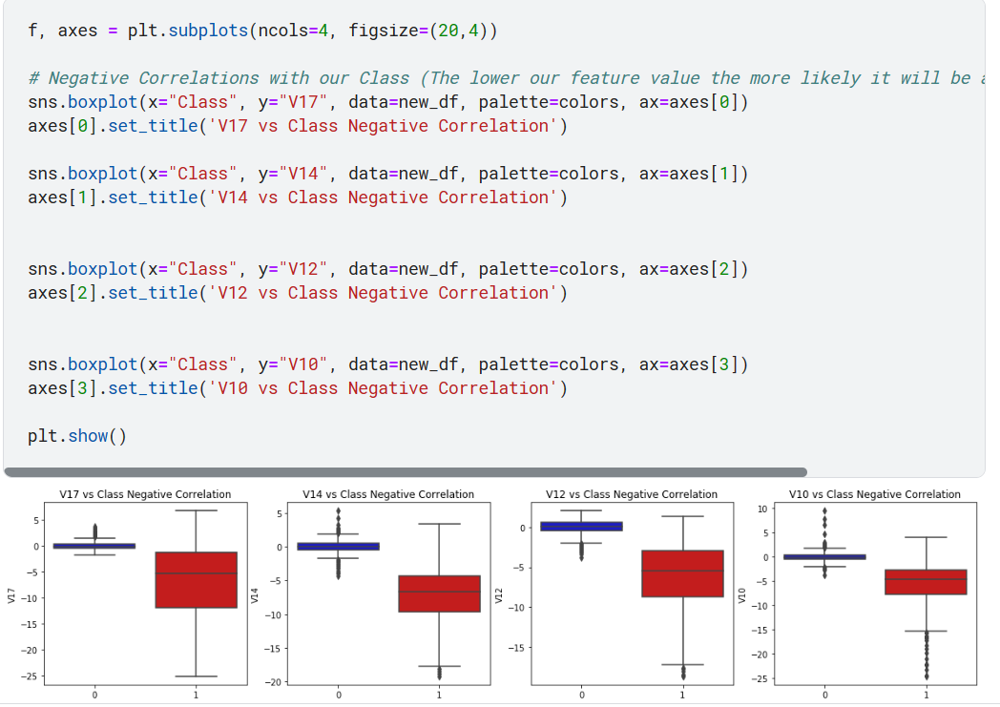 f, axes = plt.subplots(ncols=4, figsize=(20,4))
# Negative Correlations with our Class (The lower our feature value the more likely it will be
sns.boxplot(x="Class", y="V17", data=new_df, palette=colors, ax=axes[0])
axes[0].set_title('V17 vs Class Negative Correlation')
sns.boxplot(x="Class", y="V14", data=new_df, palette=colors, ax=axes[1])
axes[1].set_title('V14 vs Class Negative Correlation')
sns.boxplot(x="Class", y="V12", data=new_df, palette=colors, ax=axes[2])
axes[2].set_title('V12 vs Class Negative Correlation')
sns.boxplot(x="Class", y="V10", data=new_df, palette=colors, ax=axes[3])
axes[3].set_title('V10 vs Class Negative Correlation')
plt.show()
V17 vs Class Negative Correlation
5
0
−5
−10
−15
−20
−25
V17
0 1
V14 vs Class Negative Correlation
5
0
−5
−10
−15
−20
V14
0 1
V12 vs Class Negative Correlation
0
−5
−10
−15
V12
0 1
V10 vs Class Negative Correlation
10
5
0
−5
−10
−15
−20
−25
V10
0 1